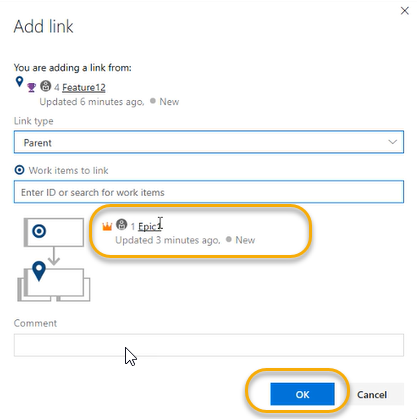 Add link
You are adding a link from:
4 Feature12
Updated 6 minutes ago, New
Link type
Parent
Work items to link
Enter ID or search for work items
1 Epic1
Updated 3 minutes ago, New
Comment
OK Cancel